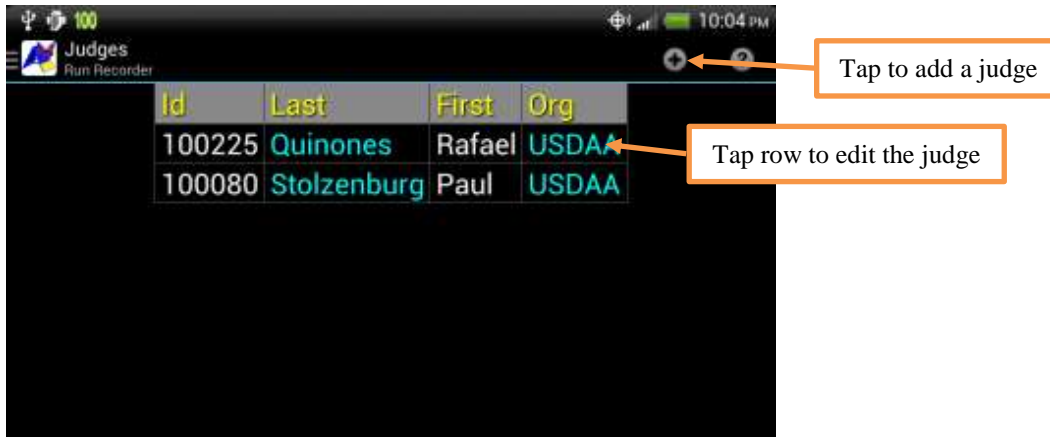 100 10:04 PM
Judges
Run Recorder
?
Tap to add a judge
Id Last First Org
100225 Quinones Rafael USDAA
Tap row to edit the judge
100080 Stolzenburg Paul USDAA